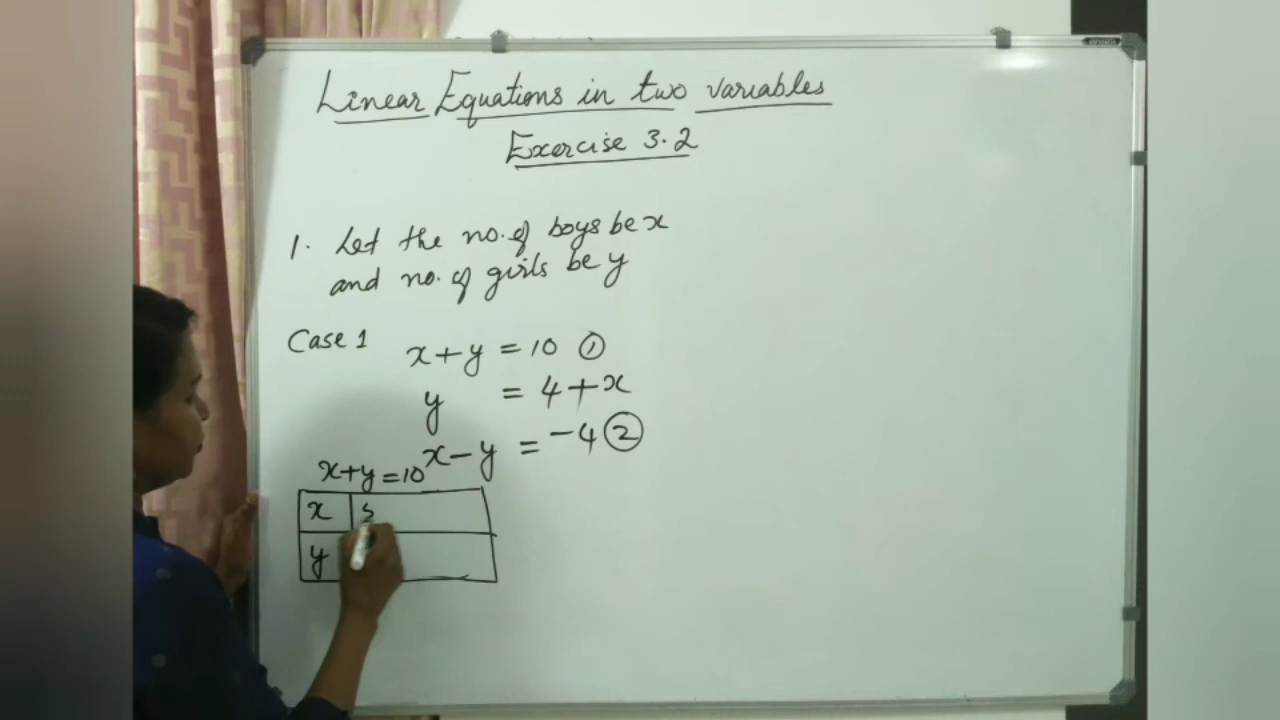 Linear Equations in two variables
Exercise 3.2
1. Let the no. of boys be x
and no. of girls be y
Case 1
x+y = 10 ①
y = 4+x
x-y = -4 ②
x+y=10
x
y